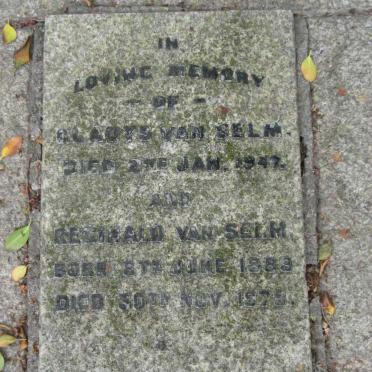 IN
LOVING MEMORY
- OF -
GLADYS VAN SELM.
DIED 2ND JAN. 1947.
AND
REGINALD VAN SELM.
BORN 8TH JUNE 1883
DIED 30TH NOV. 1975.